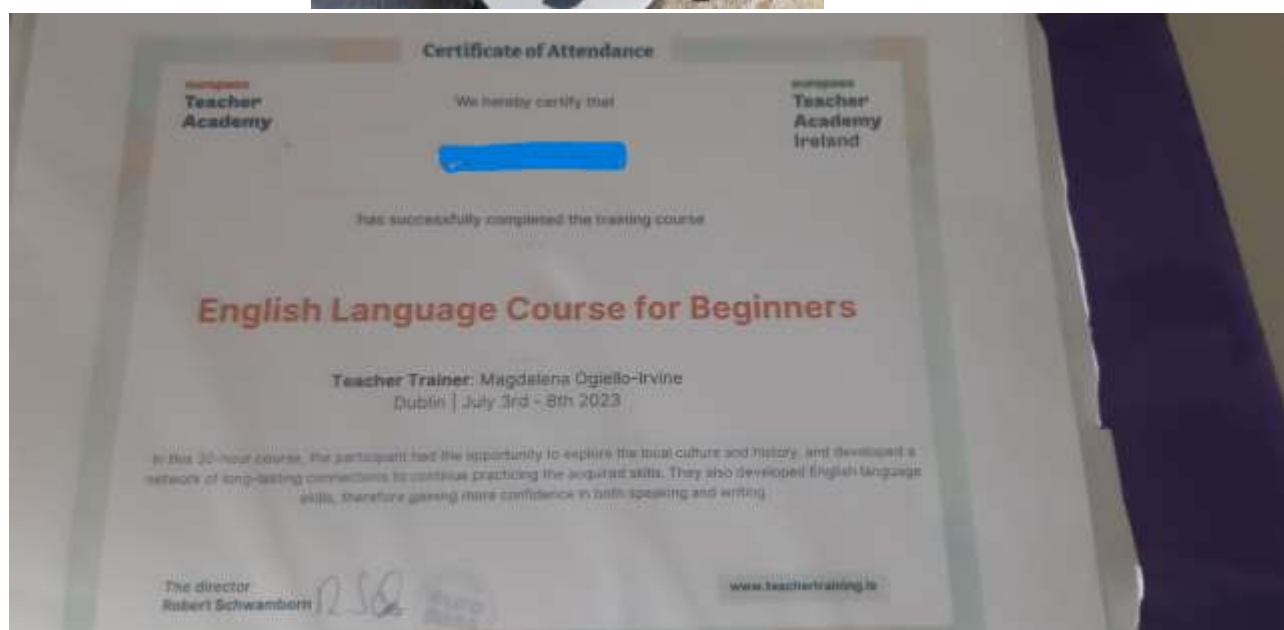 Certificate of Attendance
europass
Teacher
Academy
We hereby certify that
europass
Teacher
Academy
Ireland
has successfully completed the training course
English Language Course for Beginners
Teacher Trainer: Magdalena Ogiello-Irvine
Dublin | July 3rd - 8th 2023
In this 30-hour course, the participant had the opportunity to explore the local culture and history, and developed a
network of long-lasting connections to continue practicing the acquired skills. They also developed English language
skills, therefore gaining more confidence in both speaking and writing.
The director
Robert Schwamborn
www.teachertraining.ie